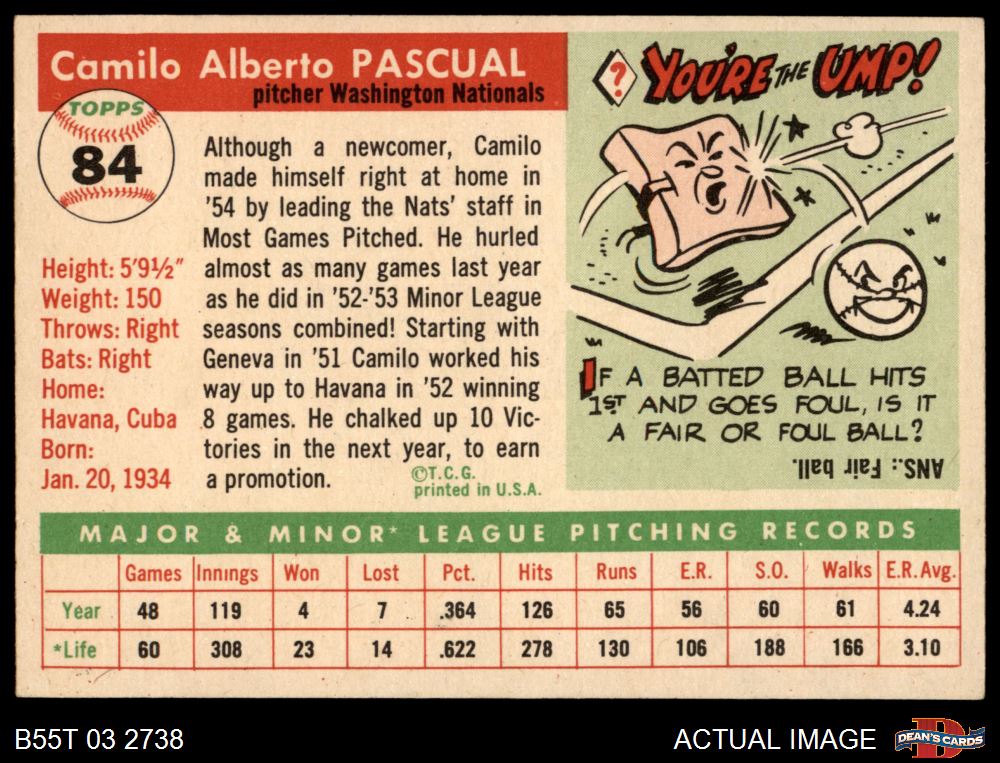 Camilo Alberto PASCUAL
pitcher Washington Nationals
TOPPS
84
Height: 5'9½"
Weight: 150
Throws: Right
Bats: Right
Home:
Havana, Cuba
Born:
Jan. 20, 1934
Although a newcomer, Camilo
made himself right at home in
'54 by leading the Nats' staff in
Most Games Pitched. He hurled
almost as many games last year
as he did in '52-'53 Minor League
seasons combined! Starting with
Geneva in '51 Camilo worked his
way up to Havana in '52 winning
8 games. He chalked up 10 Vic-
tories in the next year, to earn
a promotion.
©T.C.G.
printed in U.S.A.
? YOU'RE THE UMP!
IF A BATTED BALL HITS
1ST AND GOES FOUL, IS IT
A FAIR OR FOUL BALL?
ANS.: Fair ball.
MAJOR & MINOR* LEAGUE PITCHING RECORDS
Games Innings Won Lost Pct. Hits Runs E.R. S.O. Walks E.R. Avg.
Year 48 119 4 7 .364 126 65 56 60 61 4.24
*Life 60 308 23 14 .622 278 130 106 188 166 3.10
B55T 03 2738
ACTUAL IMAGE
DEAN'S CARDS